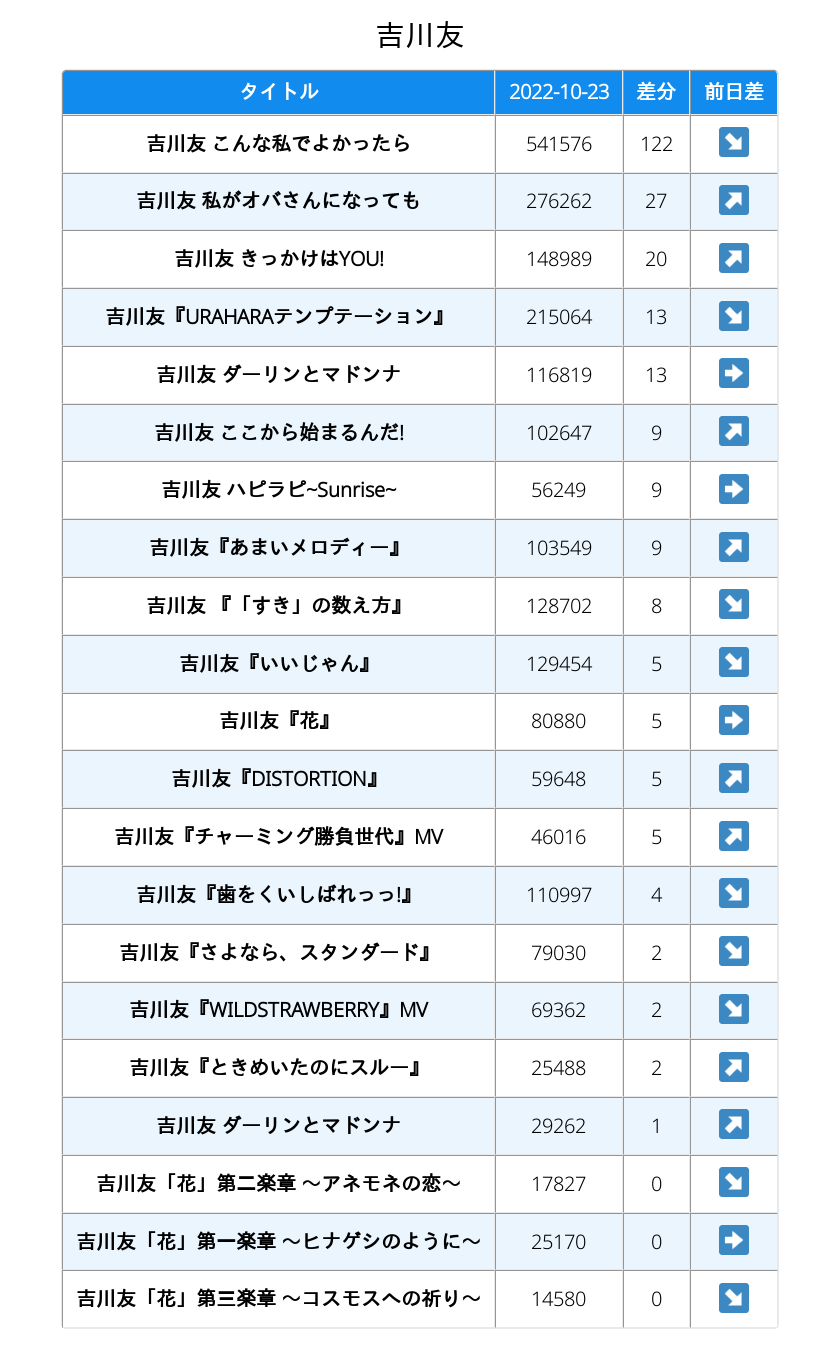 吉川友
タイトル 2022-10-23 差分 前日差
吉川友 こんな私でよかったら 541576 122 ↘
吉川友 私がオバさんになっても 276262 27 ↗
吉川友 きっかけはYOU! 148989 20 ↗
吉川友『URAHARAテンプテーション』 215064 13 ↘
吉川友 ダーリンとマドンナ 116819 13 ➡
吉川友 ここから始まるんだ! 102647 9 ↗
吉川友 ハピラピ~Sunrise~ 56249 9 ➡
吉川友『あまいメロディー』 103549 9 ↗
吉川友 『「すき」の数え方』 128702 8 ↘
吉川友『いいじゃん』 129454 5 ↘
吉川友『花』 80880 5 ➡
吉川友『DISTORTION』 59648 5 ↗
吉川友『チャーミング勝負世代』MV 46016 5 ↗
吉川友『歯をくいしばれっっ!』 110997 4 ↘
吉川友『さよなら、スタンダード』 79030 2 ↘
吉川友『WILDSTRAWBERRY』MV 69362 2 ↘
吉川友『ときめいたのにスルー』 25488 2 ↗
吉川友 ダーリンとマドンナ 29262 1 ↗
吉川友「花」第二楽章 〜アネモネの恋〜 17827 0 ↘
吉川友「花」第一楽章 〜ヒナゲシのように〜 25170 0 ➡
吉川友「花」第三楽章 〜コスモスへの祈り〜 14580 0 ↘